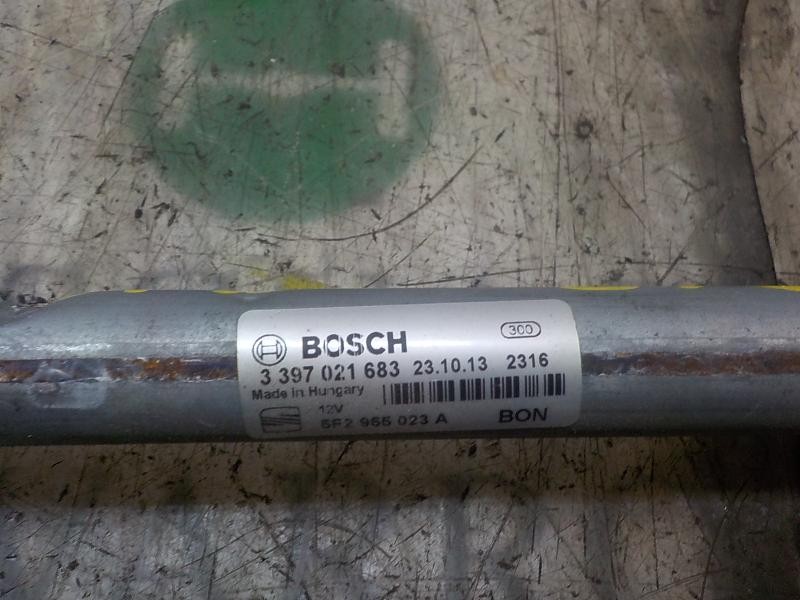 300
BOSCH
3 397 021 683 23.10.13 2316
Made in Hungary
12V
5F2 955 023 A BON